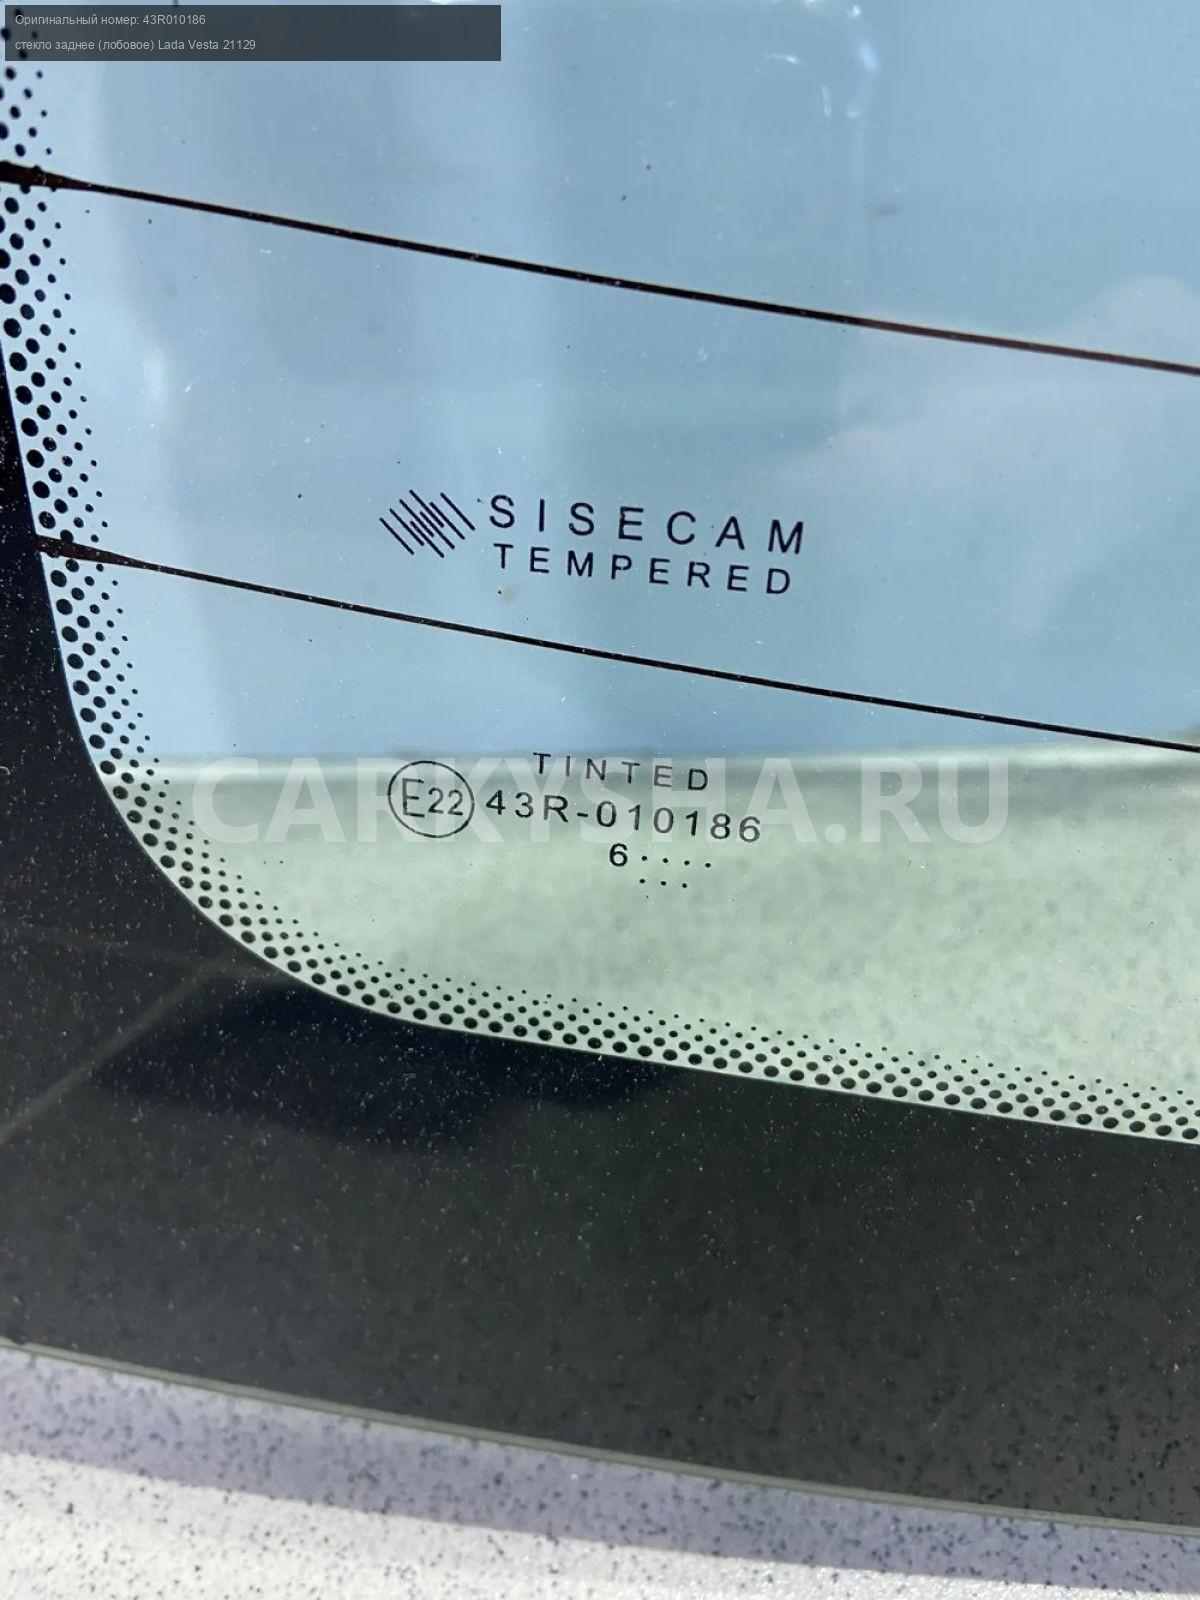 Оригинальный номер: 43R010186
стекло заднее (лобовое) Lada Vesta 21129
SISECAM
TEMPERED
TINTED
E22 43R-010186
6....
...
CARKYSHA.RU